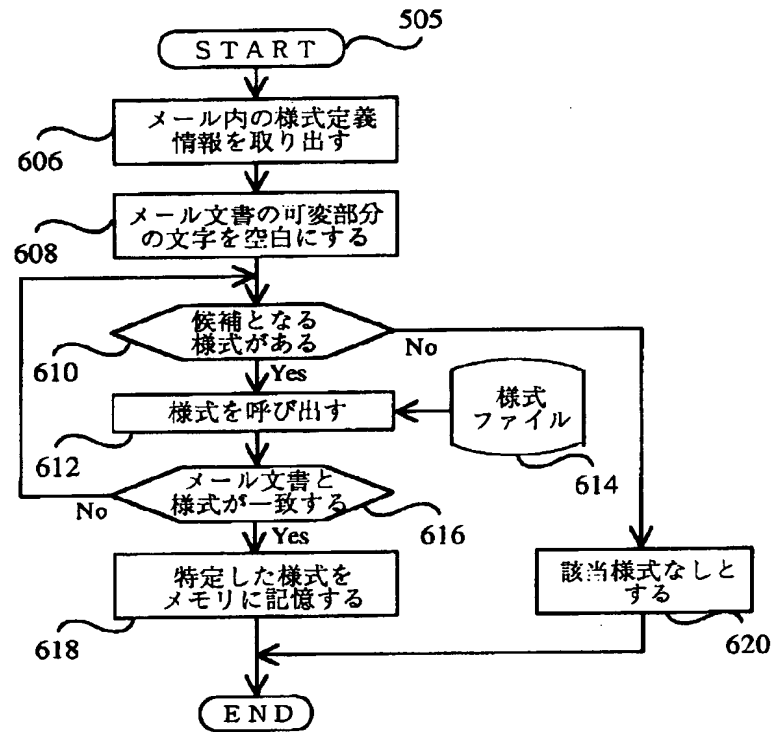 505
START
メール内の様式定義
情報を取り出す
606
メール文書の可変部分
の文字を空白にする
608
候補となる
様式がある
610
No
Yes
様式を呼び出す
612
様式
ファイル
614
メール文書と
様式が一致する
No
616
Yes
特定した様式を
メモリに記憶する
618
該当様式なしと
する
620
END